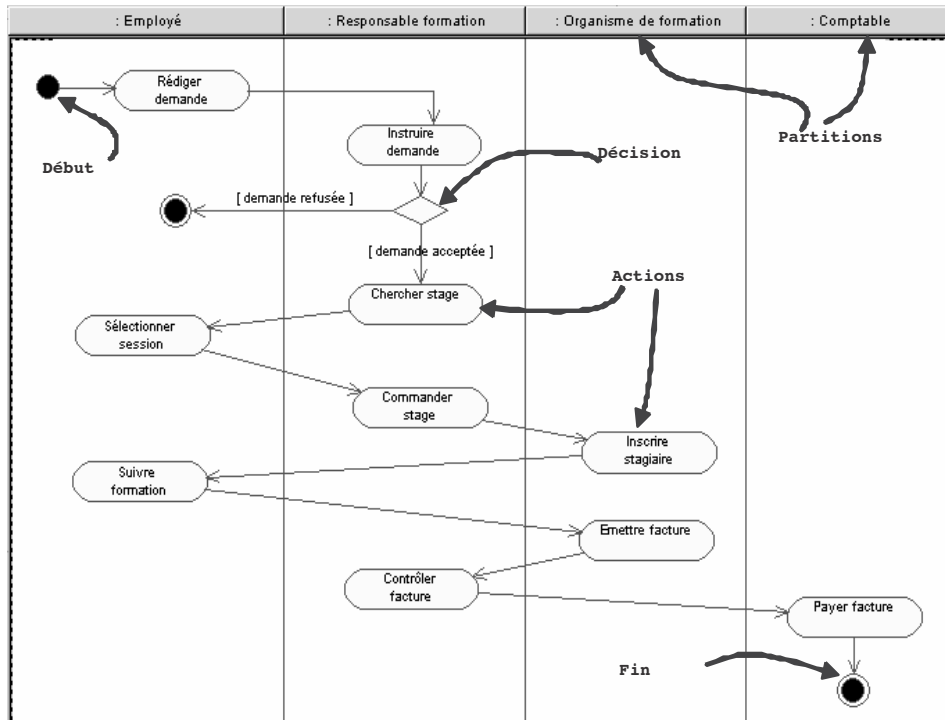 : Employé
: Responsable formation
: Organisme de formation
: Comptable
Rédiger
demande
Instruire
demande
Partitions
Début
Décision
[ demande refusée ]
[ demande acceptée ]
Actions
Chercher stage
Sélectionner
session
Commander
stage
Inscrire
stagiaire
Suivre
formation
Emettre facture
Contrôler
facture
Payer facture
Fin